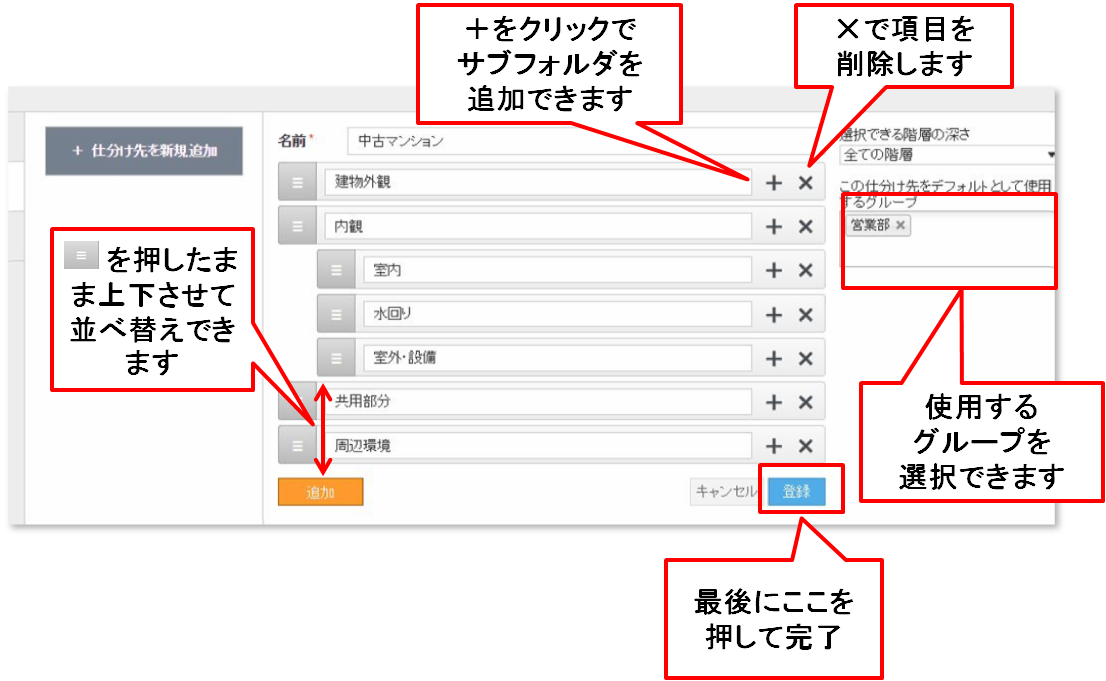 ＋をクリックで
サブフォルダを
追加できます
×で項目を
削除します
+ 仕分け先を新規追加
名前*
中古マンション
選択できる階層の深さ
全ての階層
この仕分け先をデフォルトとして使用
するグループ
営業部 ×
建物外観
内観
室内
水回り
室外・設備
共用部分
周辺環境
≡ を押したま
ま上下させて
並べ替えでき
ます
使用する
グループを
選択できます
追加
キャンセル
登録
最後にここを
押して完了